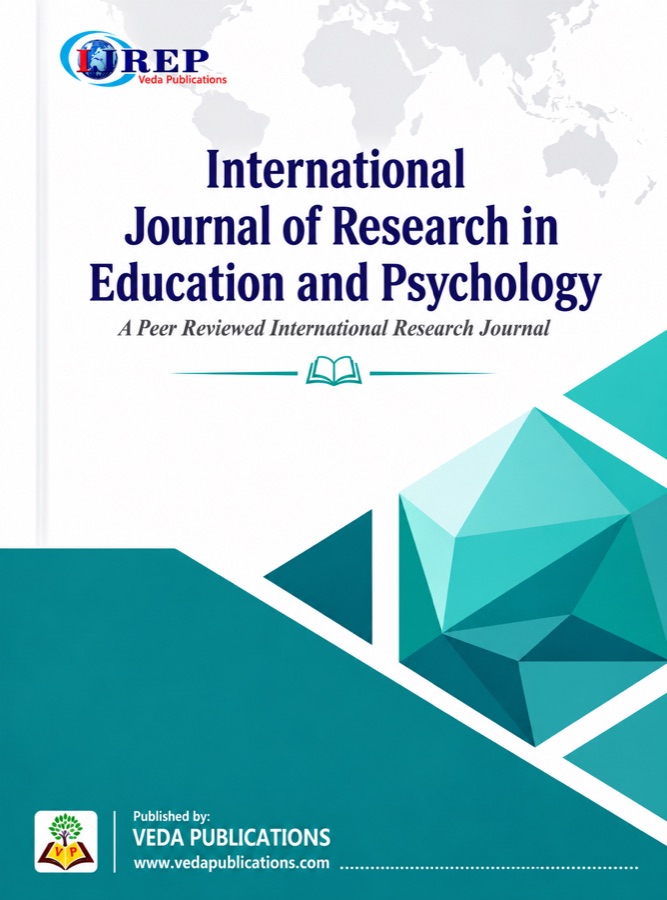 IJREP
Veda Publications
International
Journal of Research in
Education and Psychology
A Peer Reviewed International Research Journal
VP
Published by:
VEDA PUBLICATIONS
www.vedapublications.com